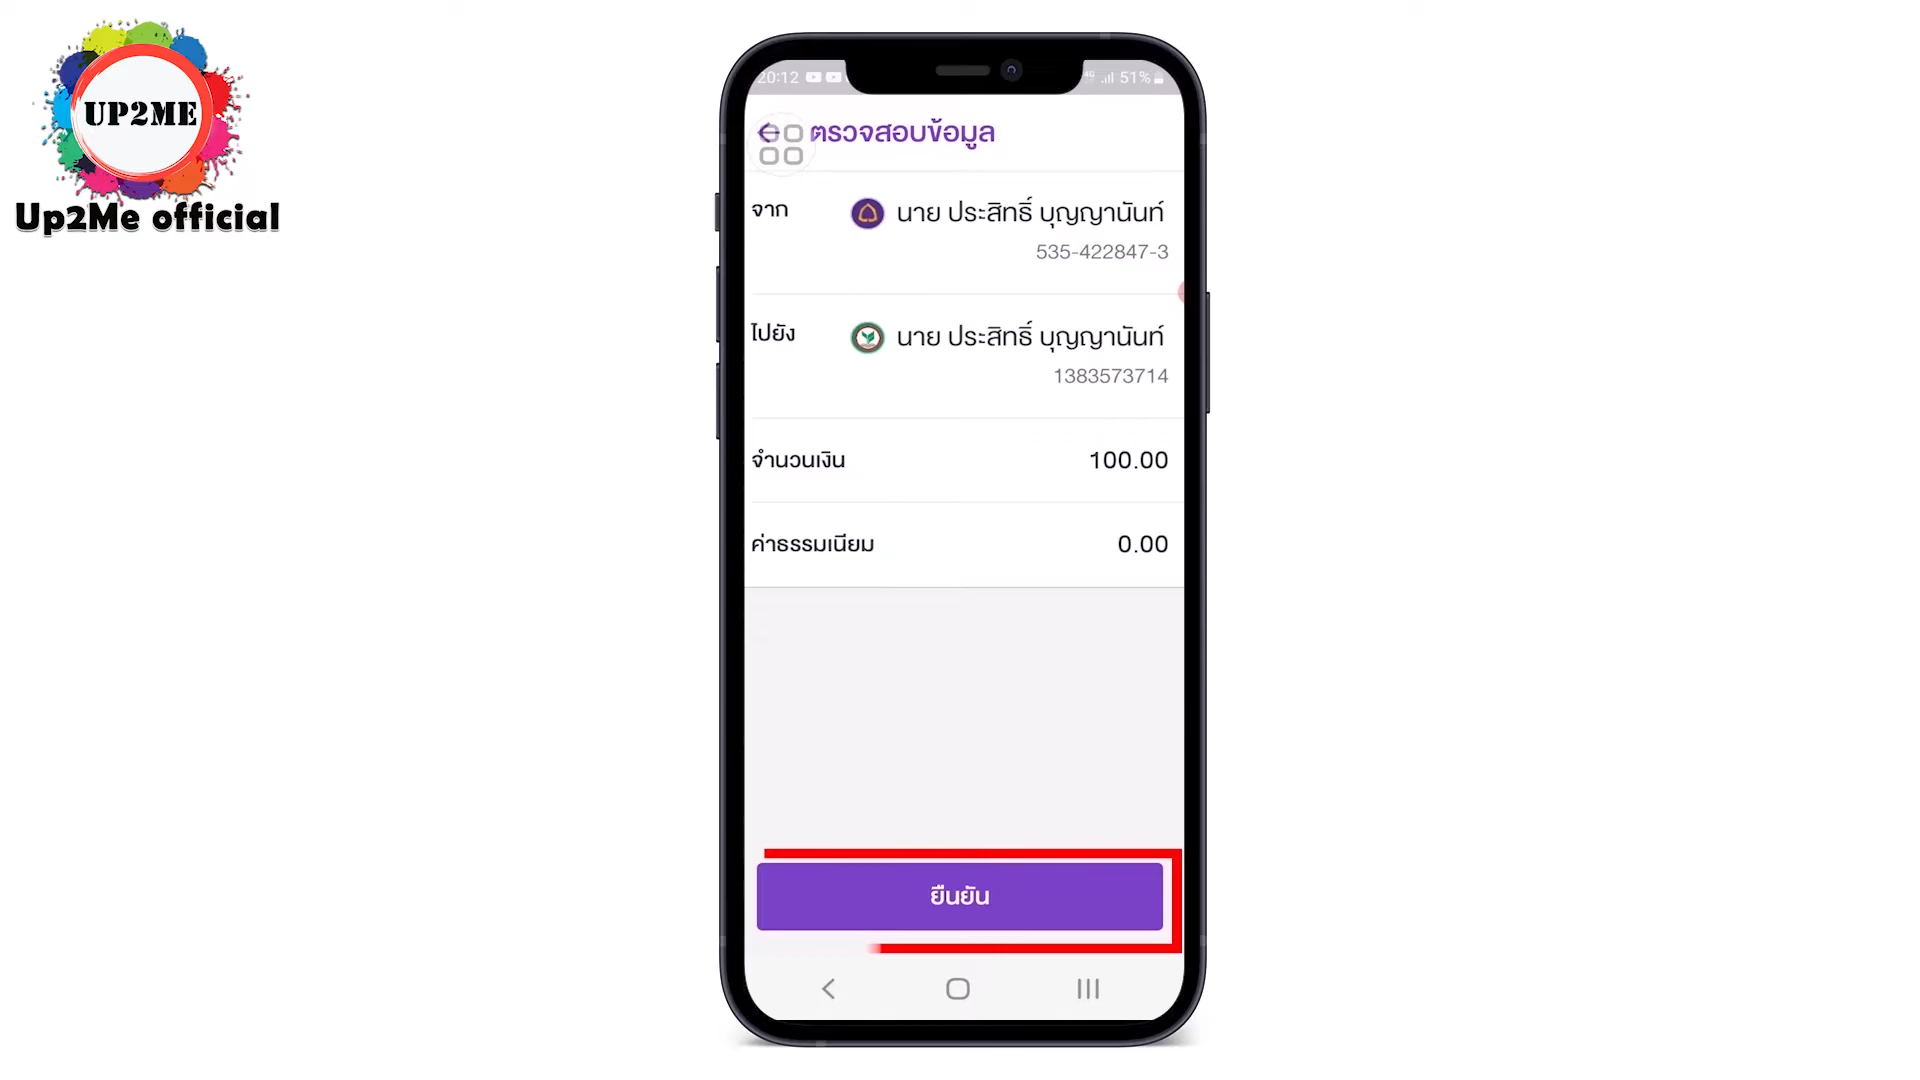 UP2ME
Up2Me official
20:12
4G 51%
ตรวจสอบข้อมูล
จาก
นาย ประสิทธิ์ บุญญานันท์
535-422847-3
ไปยัง
นาย ประสิทธิ์ บุญญานันท์
1383573714
จำนวนเงิน
100.00
ค่าธรรมเนียม
0.00
ยืนยัน